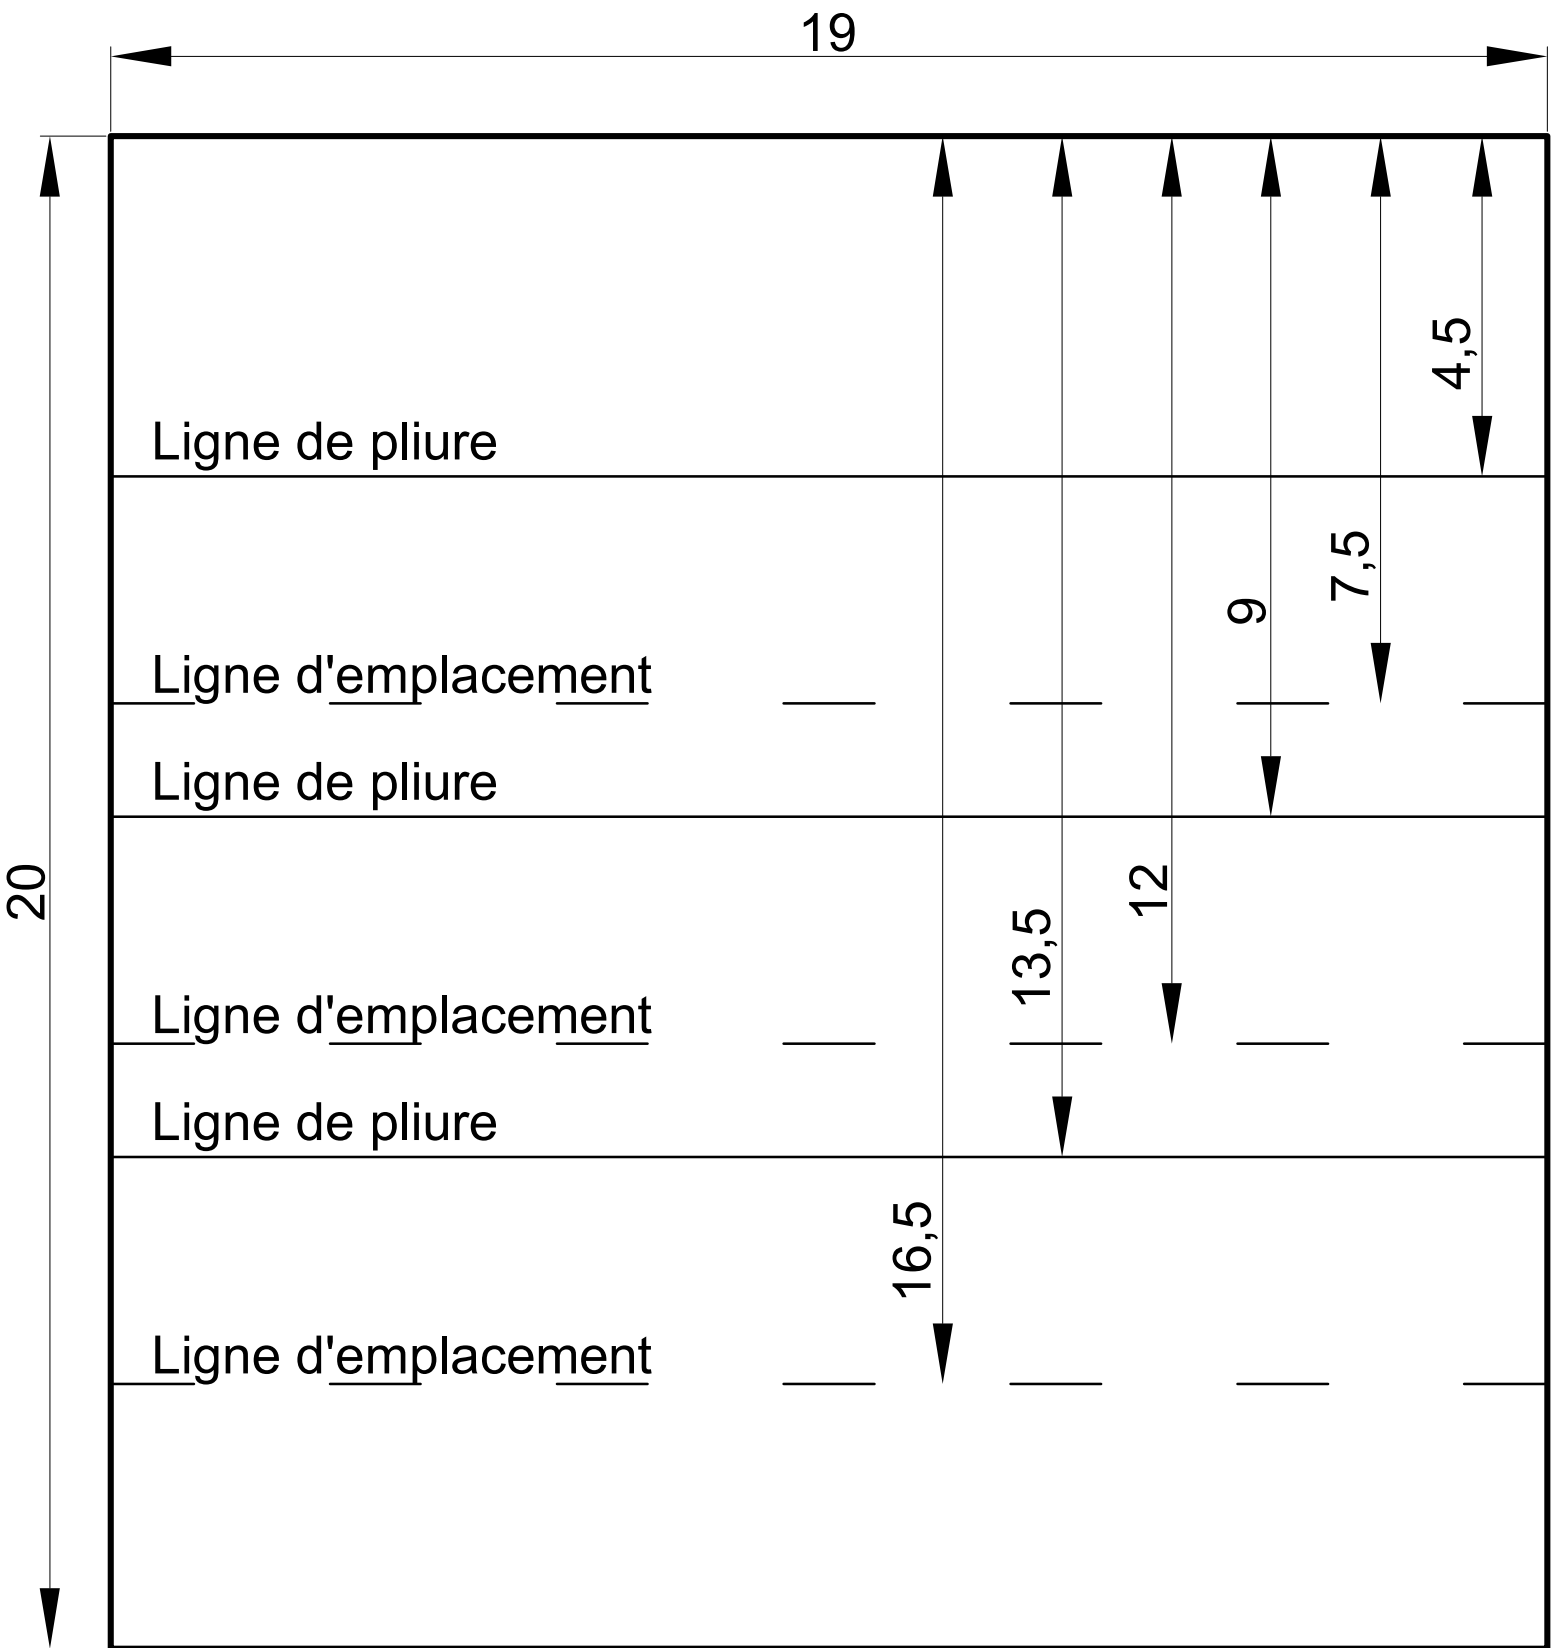 19
4,5
Ligne de pliure
7,5
9
Ligne d'emplacement
Ligne de pliure
20
12
13,5
Ligne d'emplacement
Ligne de pliure
16,5
Ligne d'emplacement